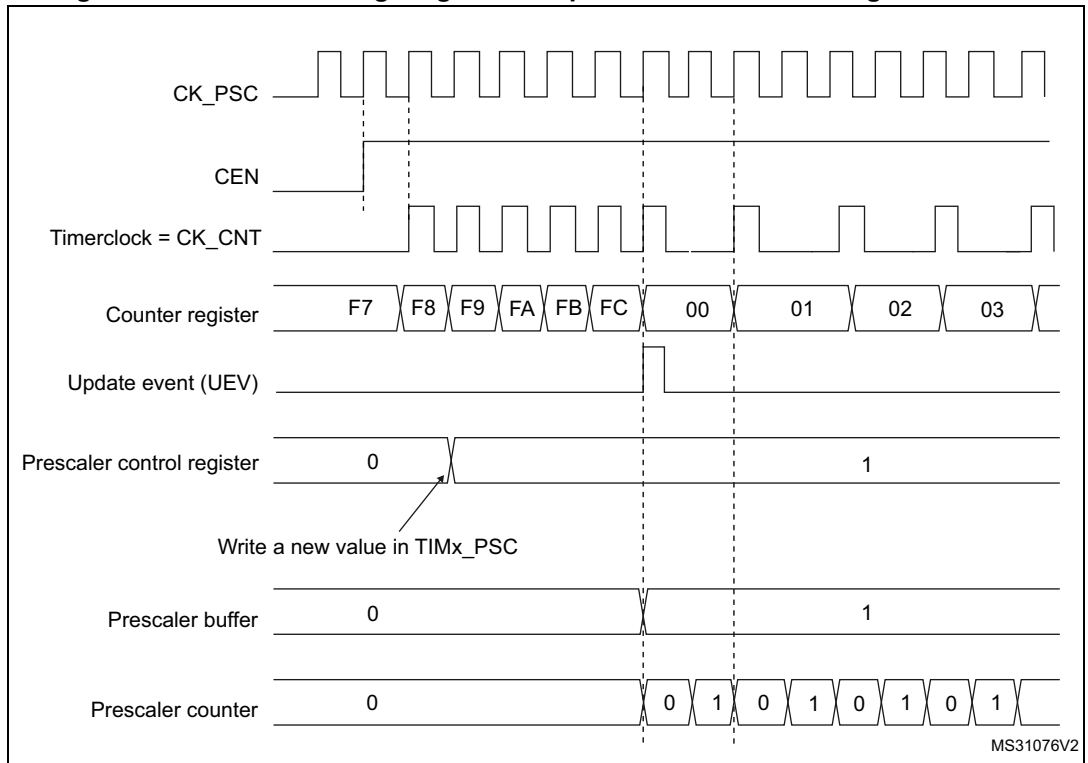 CK_PSC
CEN
Timerclock = CK_CNT
Counter register F7 F8 F9 FA FB FC 00 01 02 03
Update event (UEV)
Prescaler control register 0 1
Write a new value in TIMx_PSC
Prescaler buffer 0 1
Prescaler counter 0 0 1 0 1 0 1 0 1
MS31076V2